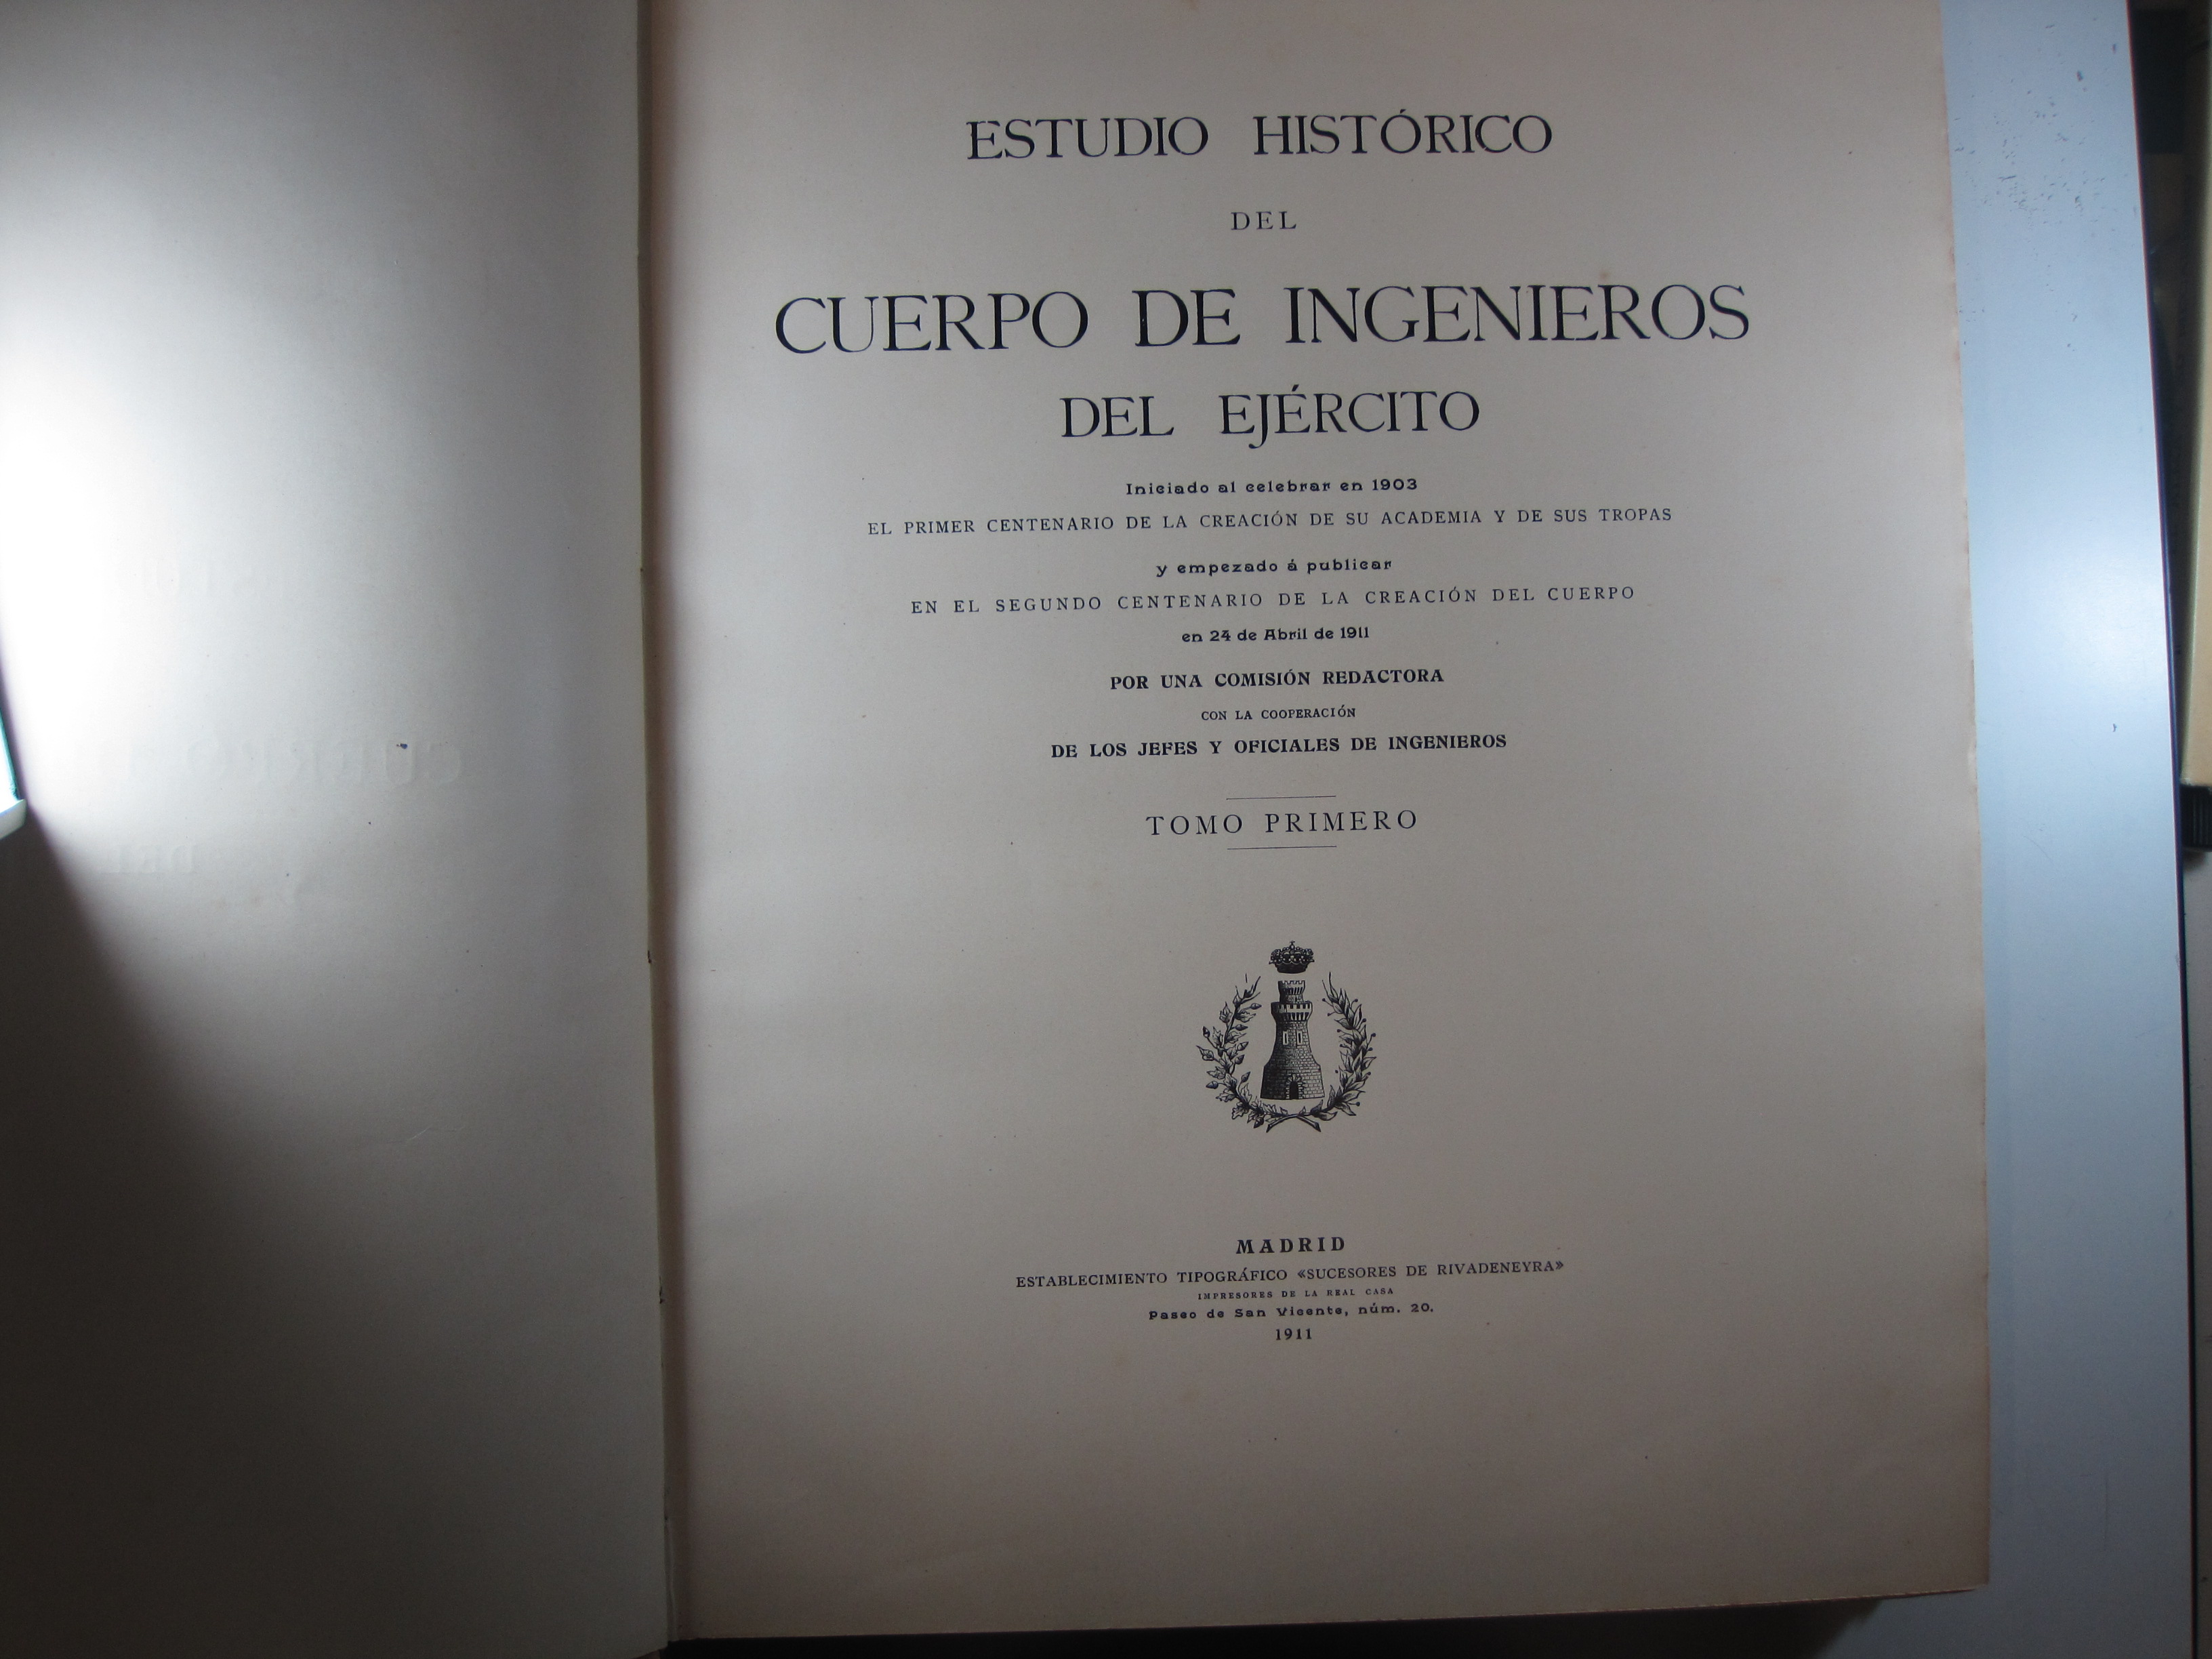 ESTUDIO HISTÓRICO
DEL
CUERPO DE INGENIEROS
DEL EJÉRCITO
Iniciado al celebrar en 1903
EL PRIMER CENTENARIO DE LA CREACIÓN DE SU ACADEMIA Y DE SUS TROPAS
y empezado á publicar
EN EL SEGUNDO CENTENARIO DE LA CREACIÓN DEL CUERPO
en 24 de Abril de 1911
POR UNA COMISIÓN REDACTORA
CON LA COOPERACIÓN
DE LOS JEFES Y OFICIALES DE INGENIEROS
TOMO PRIMERO
MADRID
ESTABLECIMIENTO TIPOGRÁFICO «SUCESORES DE RIVADENEYRA»
IMPRESORES DE LA REAL CASA
Paseo de San Vicente, núm. 20.
1911